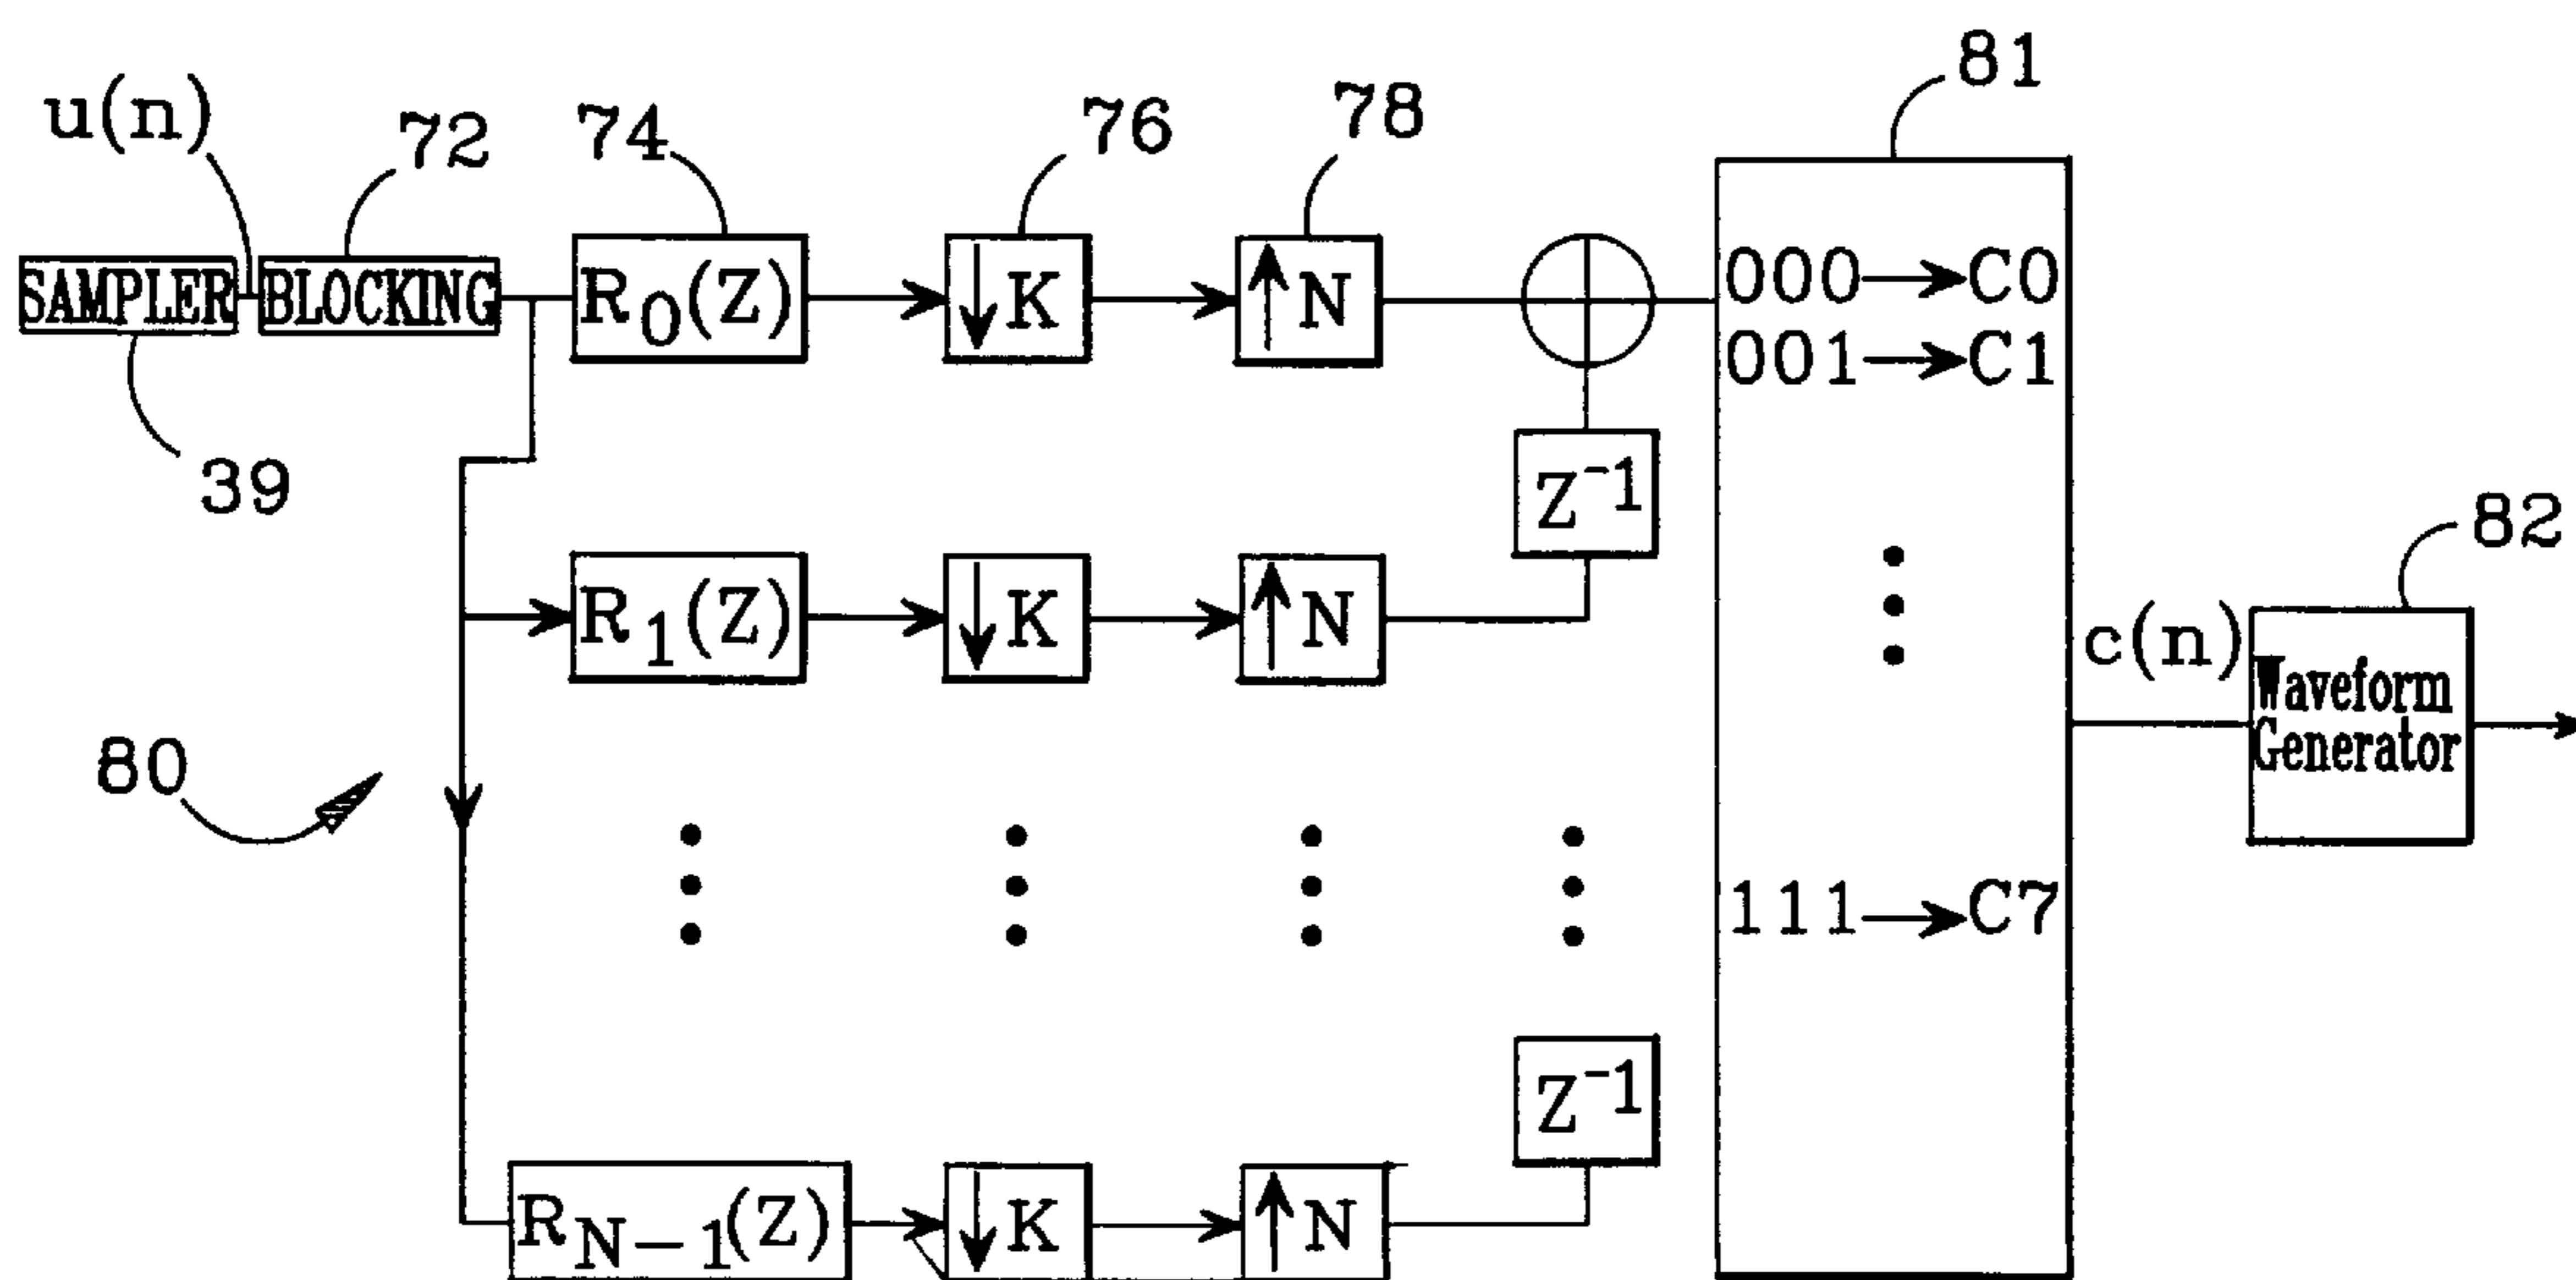 81
u(n) 72 74 76 78
SAMPLER BLOCKING R0(Z) ↓K ↑N 000→C0
001→C1
39 Z-1
82
R1(Z) ↓K ↑N c(n)
Waveform
Generator
80
111→C7
Z-1
RN-1(Z) ↓K ↑N